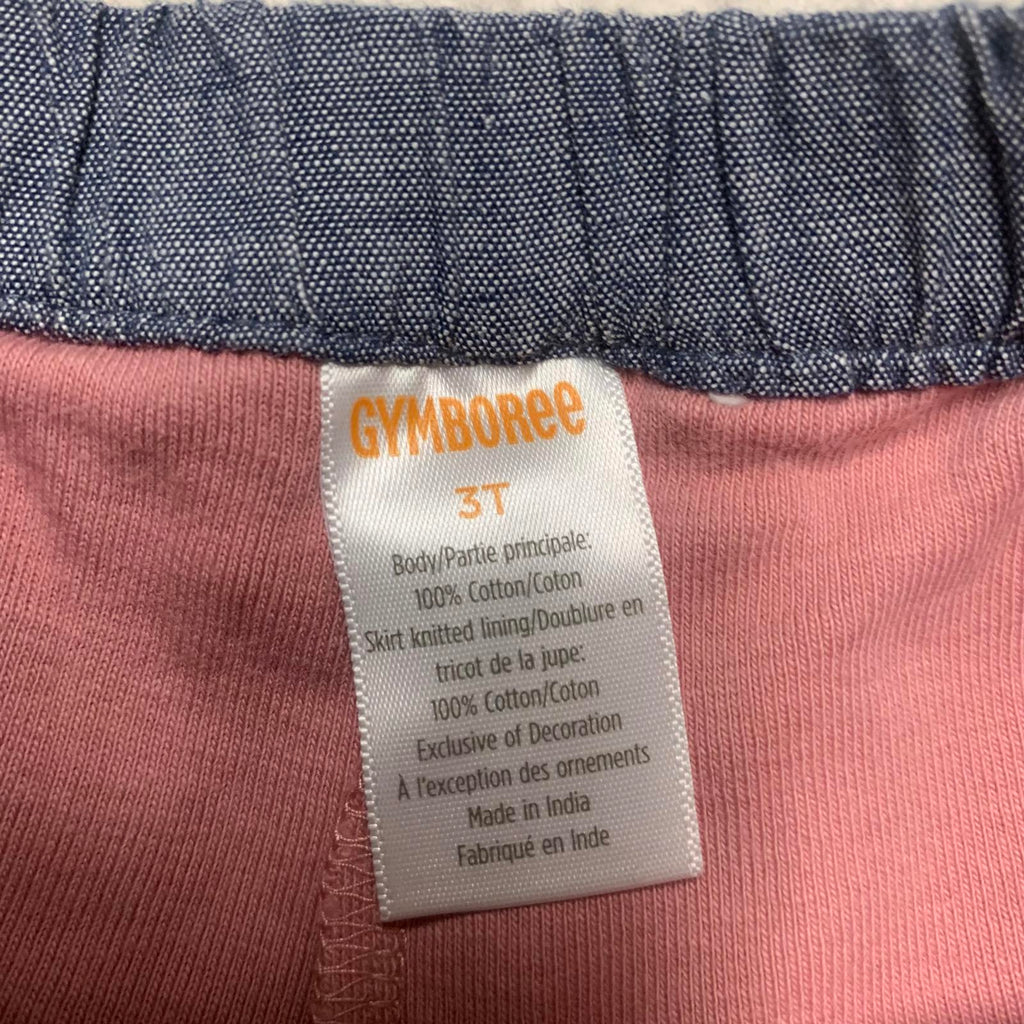 GYMBOREE
3T
Body/Partie principale:
100% Cotton/Coton
Skirt knitted lining/Doublure en
tricot de la jupe:
100% Cotton/Coton
Exclusive of Decoration
À l'exception des ornements
Made in India
Fabriqué en Inde